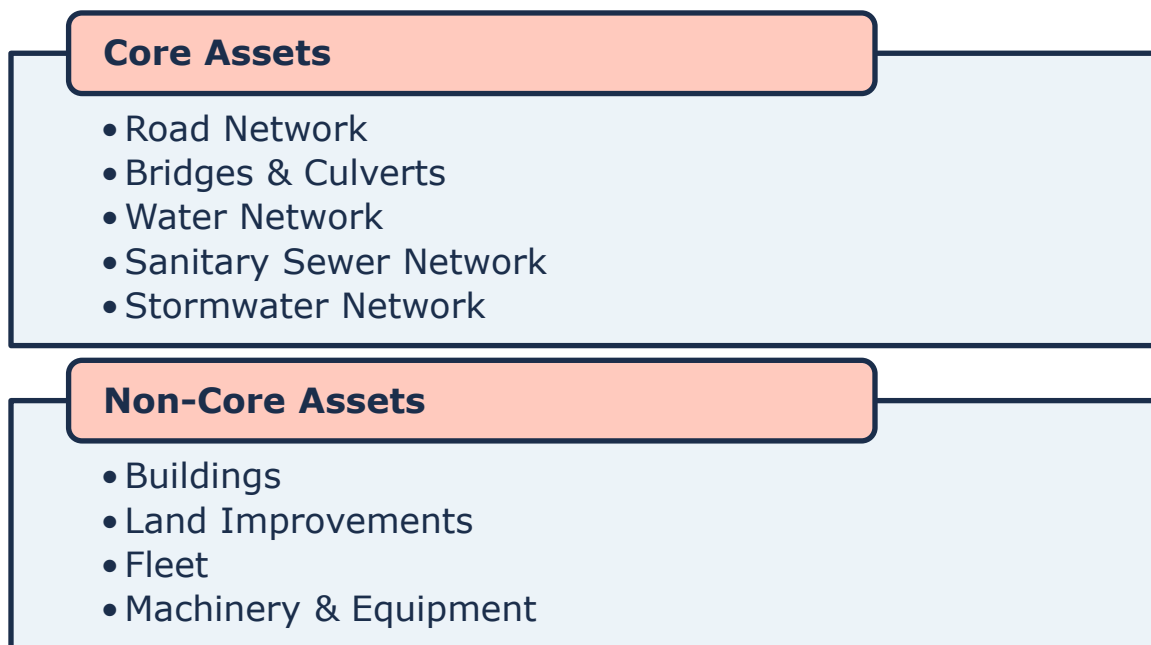 Core Assets
• Road Network
• Bridges & Culverts
• Water Network
• Sanitary Sewer Network
• Stormwater Network
Non-Core Assets
• Buildings
• Land Improvements
• Fleet
• Machinery & Equipment